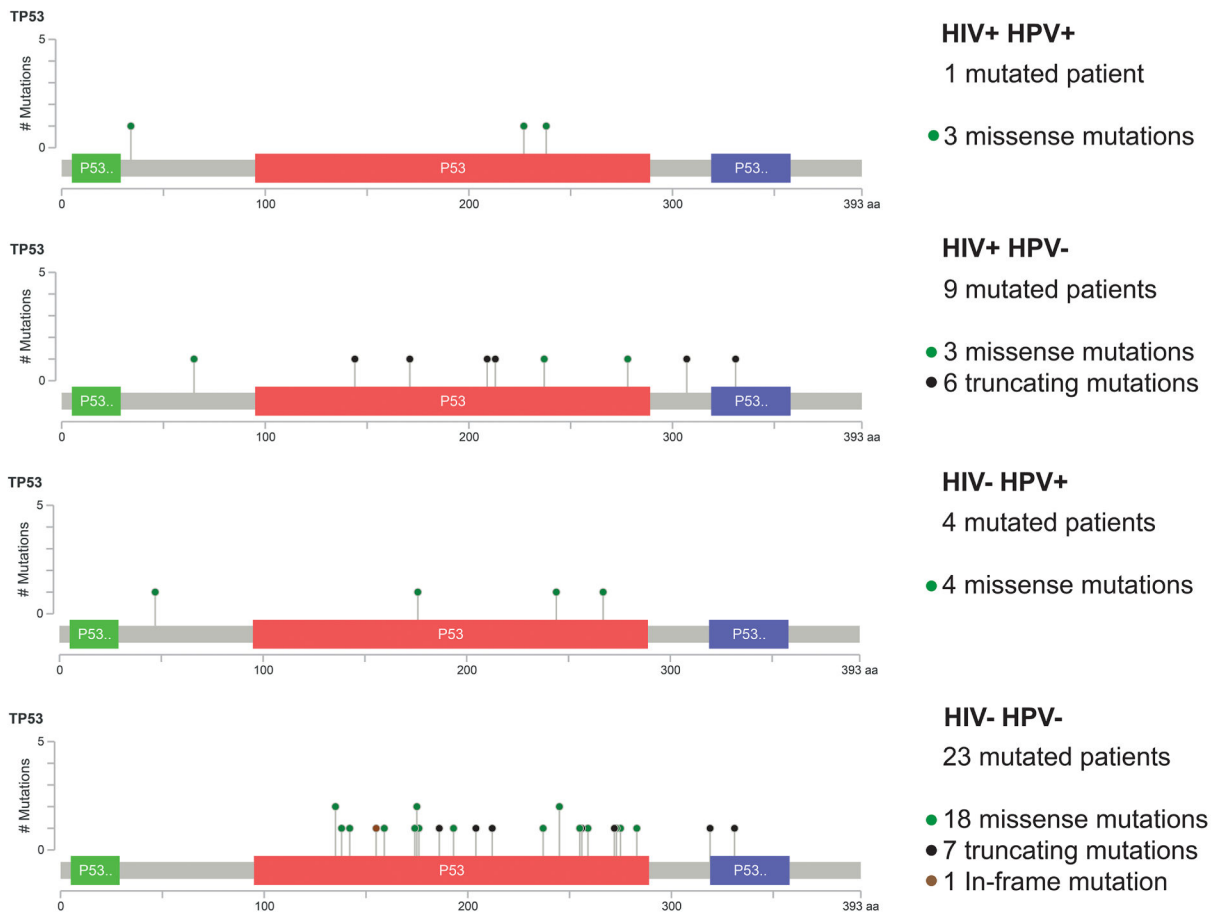 TP53
5
# Mutations
0
P53..
P53
P53..
0
100
200
300
393 aa
HIV+ HPV+
1 mutated patient
3 missense mutations
TP53
5
# Mutations
0
P53..
P53
P53..
0
100
200
300
393 aa
HIV+ HPV-
9 mutated patients
3 missense mutations
6 truncating mutations
TP53
5
# Mutations
0
P53..
P53
P53..
0
100
200
300
393 aa
HIV- HPV+
4 mutated patients
4 missense mutations
TP53
5
# Mutations
0
P53..
P53
P53..
0
100
200
300
393 aa
HIV- HPV-
23 mutated patients
18 missense mutations
7 truncating mutations
1 In-frame mutation